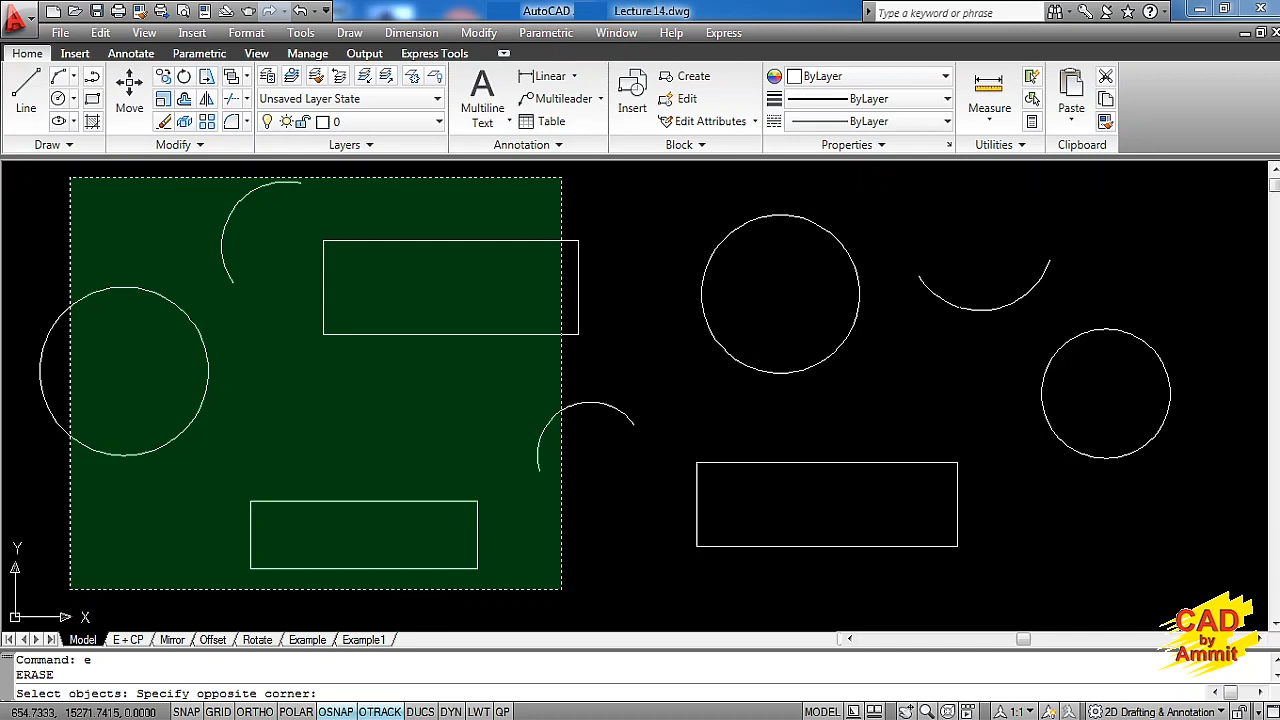 AutoCAD Lecture 14.dwg Type a keyword or phrase
File Edit View Insert Format Tools Draw Dimension Modify Parametric Window Help Express
Home Insert Annotate Parametric View Manage Output Express Tools
Linear Create ByLayer
Unsaved Layer State Multileader Edit ByLayer
Line Move Multiline Text Insert Measure Paste
0 Table Edit Attributes ByLayer
Draw Modify Layers Annotation Block Properties Utilities Clipboard
Y
X
CAD
by
Ammit
Model E + CP Mirror Offset Rotate Example Example1
Command: e
ERASE
Select objects: Specify opposite corner:
654.7333, 15271.7415, 0.0000 SNAP GRID ORTHO POLAR OSNAP OTRACK DUCS DYN LWT QP MODEL 1:1 2D Drafting & Annotation